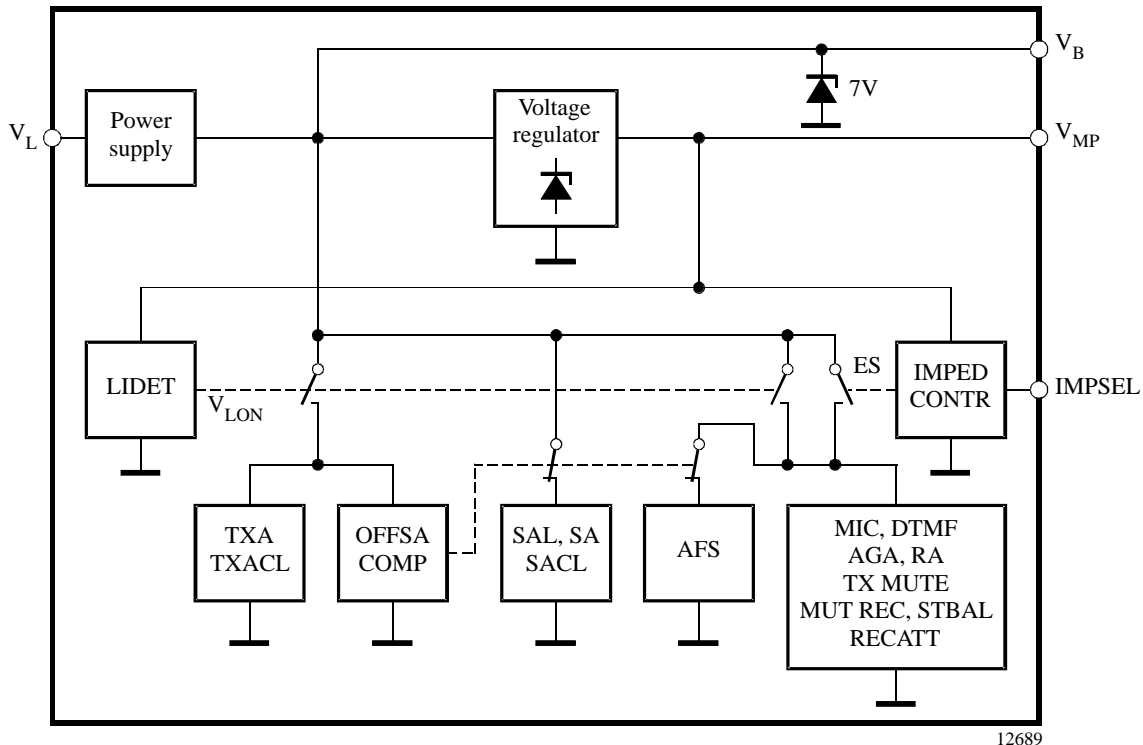 V_B
7V
V_L
Power
supply
Voltage
regulator
V_MP
LIDET
V_LON
ES
IMPED
CONTR
IMPSEL
TXA
TXACL
OFFSA
COMP
SAL, SA
SACL
AFS
MIC, DTMF
AGA, RA
TX MUTE
MUT REC, STBAL
RECATT
12689